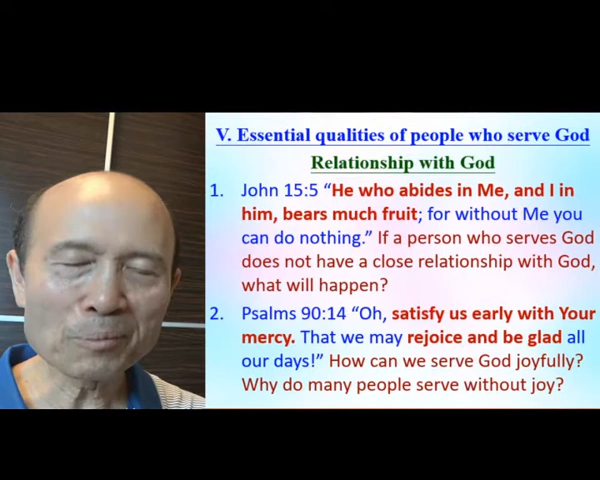 V. Essential qualities of people who serve God
Relationship with God
1. John 15:5 “He who abides in Me, and I in
him, bears much fruit; for without Me you
can do nothing.” If a person who serves God
does not have a close relationship with God,
what will happen?
2. Psalms 90:14 “Oh, satisfy us early with Your
mercy. That we may rejoice and be glad all
our days!” How can we serve God joyfully?
Why do many people serve without joy?